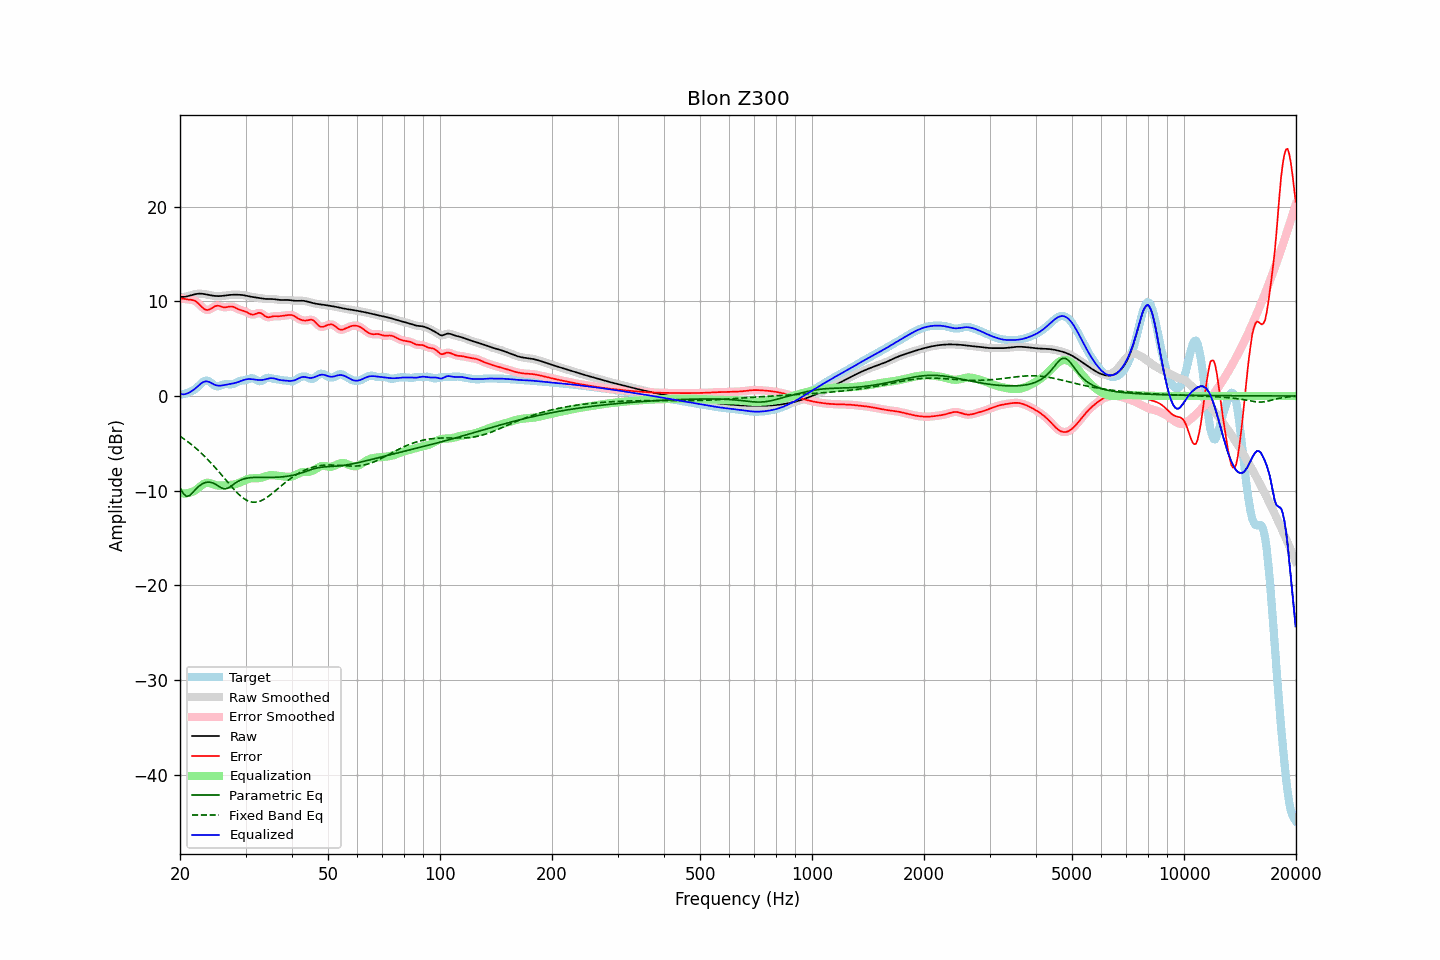 Blon Z300
Amplitude (dBr)
20
10
0
−10
−20
−30
−40
Target
Raw Smoothed
Error Smoothed
Raw
Error
Equalization
Parametric Eq
Fixed Band Eq
Equalized
20 50 100 200 500 1000 2000 5000 10000 20000
Frequency (Hz)